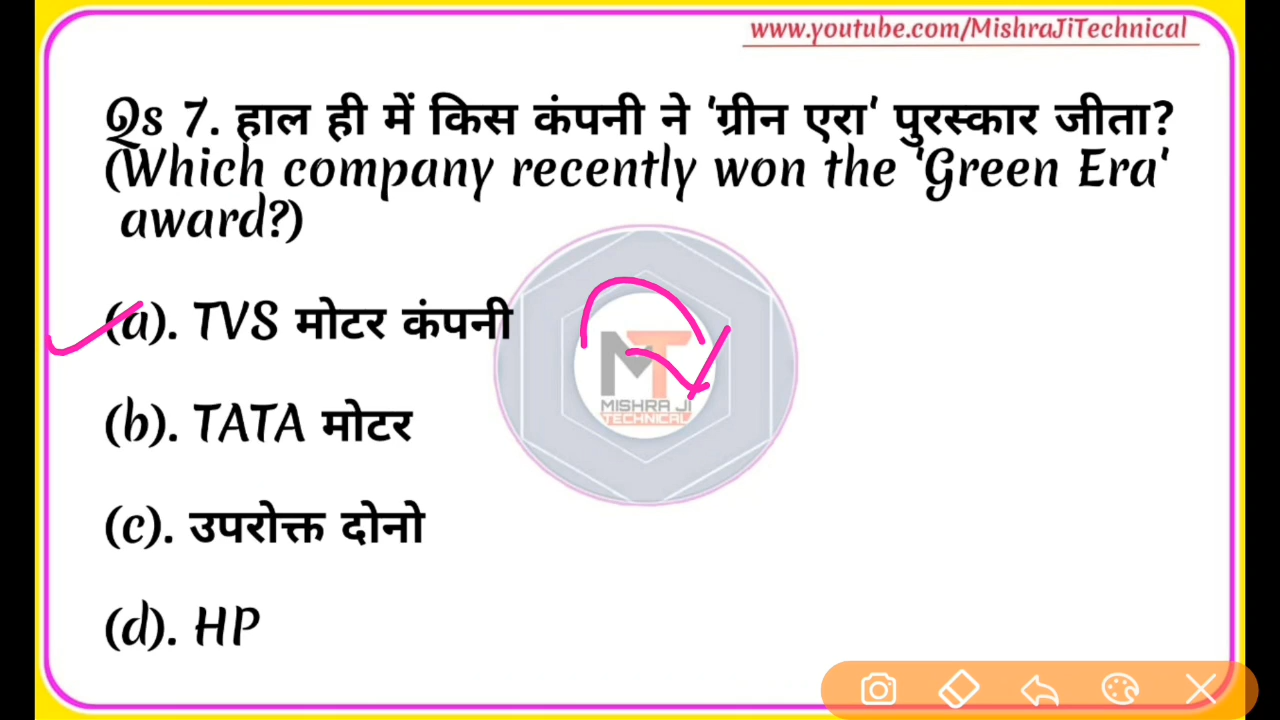 www.youtube.com/MishraJiTechnical
Qs 7. हाल ही में किस कंपनी ने 'ग्रीन एरा' पुरस्कार जीता?
(Which company recently won the 'Green Era'
award?)
(a). TVS मोटर कंपनी
MT
MISHRA JI
TECHNICAL
(b). TATA मोटर
(c). उपरोक्त दोनो
(d). HP